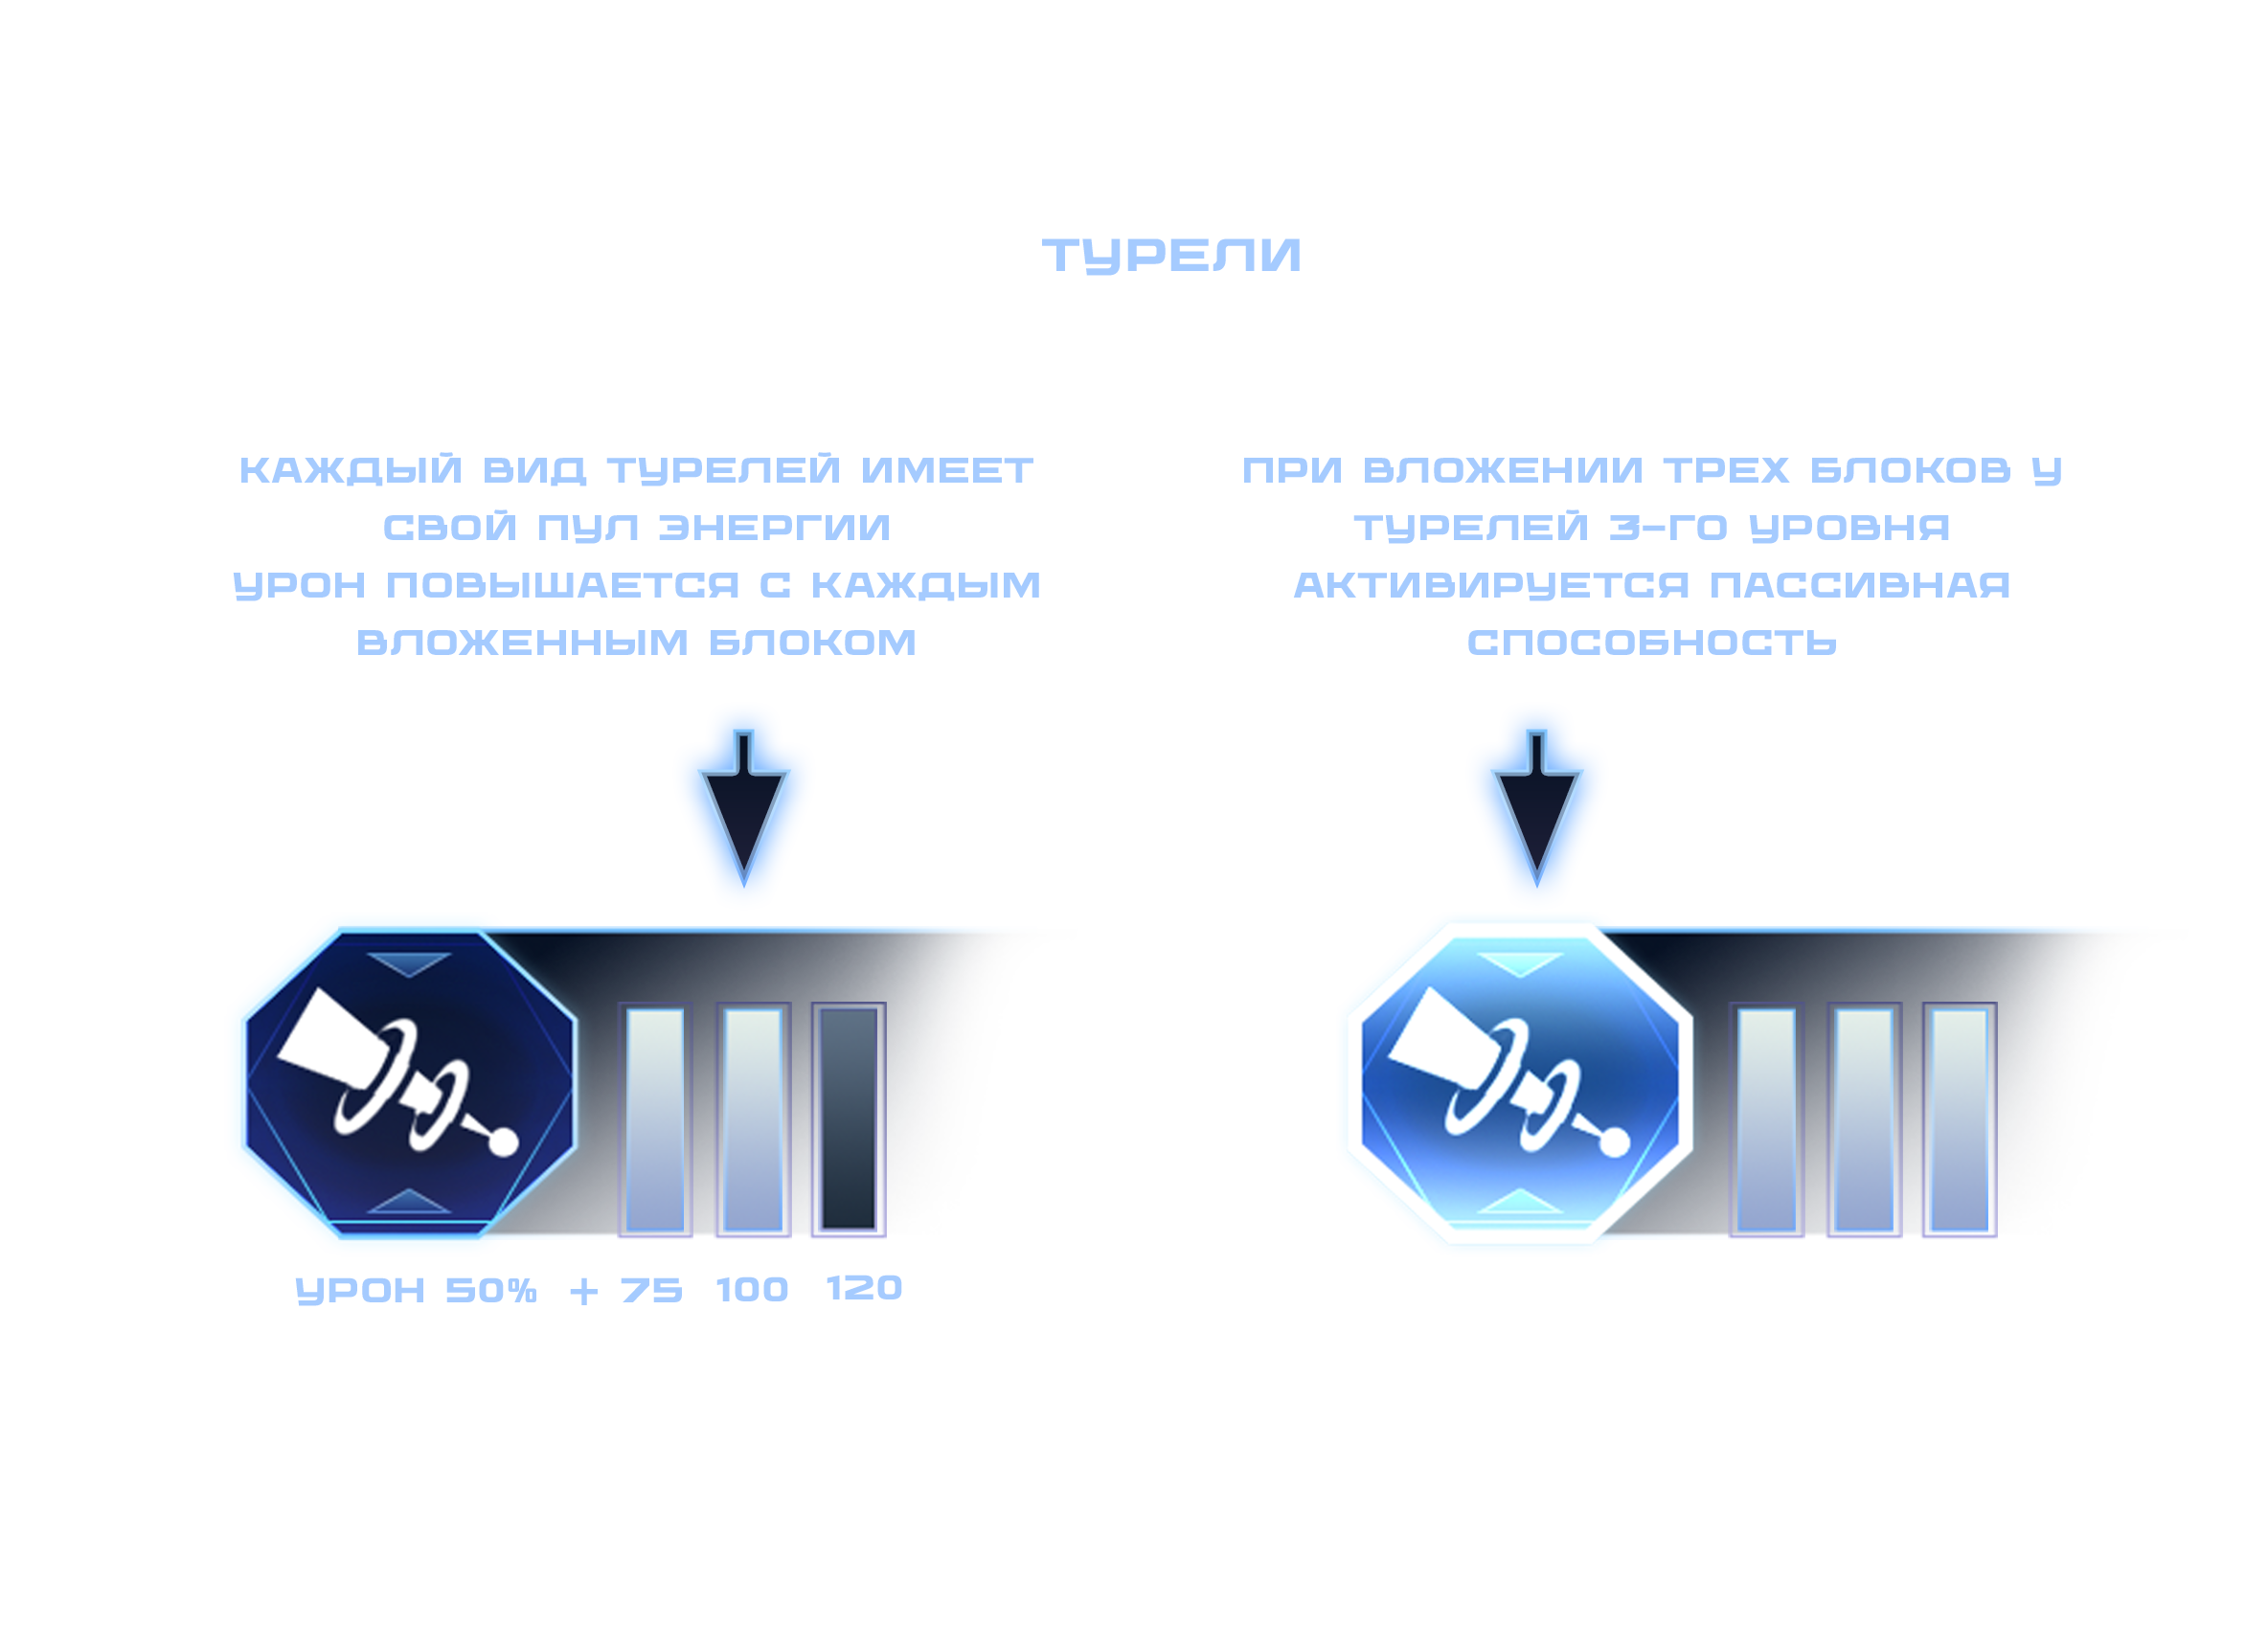 ТУРЕЛИ
КАЖДЫЙ ВИД ТУРЕЛЕЙ ИМЕЕТ
СВОЙ ПУЛ ЭНЕРГИИ
УРОН ПОВЫШАЕТСЯ С КАЖДЫМ
ВЛОЖЕННЫМ БЛОКОМ
ПРИ ВЛОЖЕНИИ ТРЕХ БЛОКОВ У
ТУРЕЛЕЙ 3-ГО УРОВНЯ
АКТИВИРУЕТСЯ ПАССИВНАЯ
СПОСОБНОСТЬ
УРОН 50% + 75 100 120